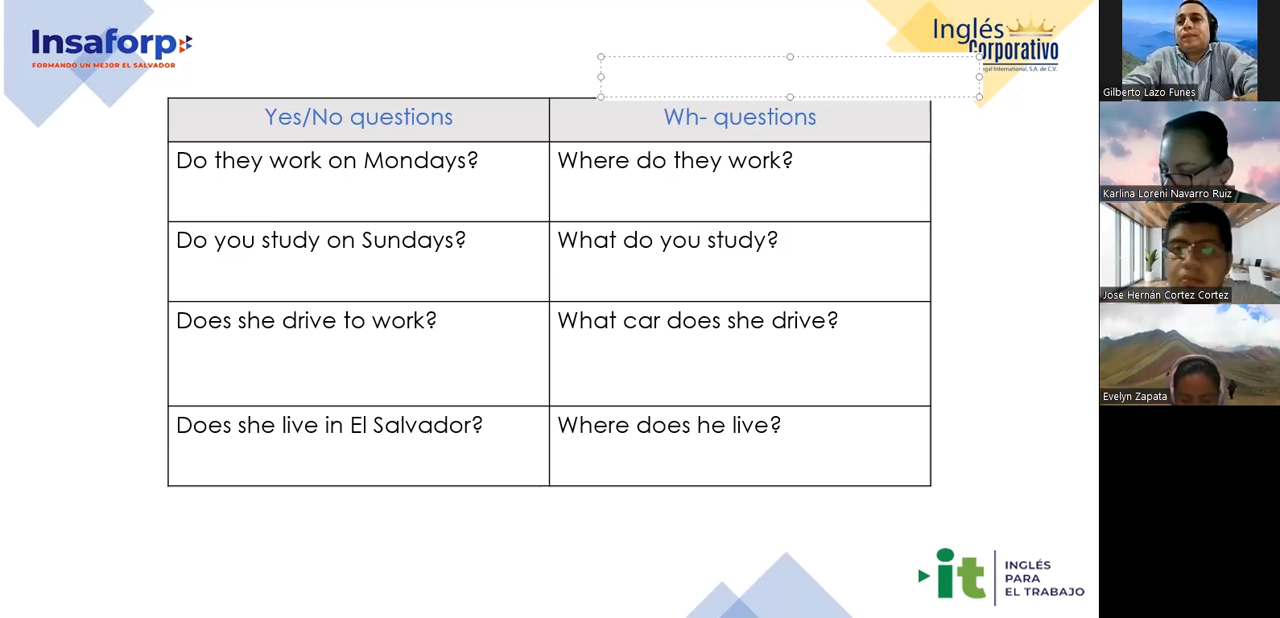 Insaforp
FORMANDO UN MEJOR EL SALVADOR
Inglés
Corporativo
International, S.A. de C.V.
Yes/No questions
Wh- questions
Do they work on Mondays?
Where do they work?
Do you study on Sundays?
What do you study?
Does she drive to work?
What car does she drive?
Does she live in El Salvador?
Where does he live?
it
INGLÉS
PARA
EL TRABAJO
Gilberto Lazo Funes
Karlina Loreni Navarro Ruiz
Jose Hernán Cortez Cortez
Evelyn Zapata